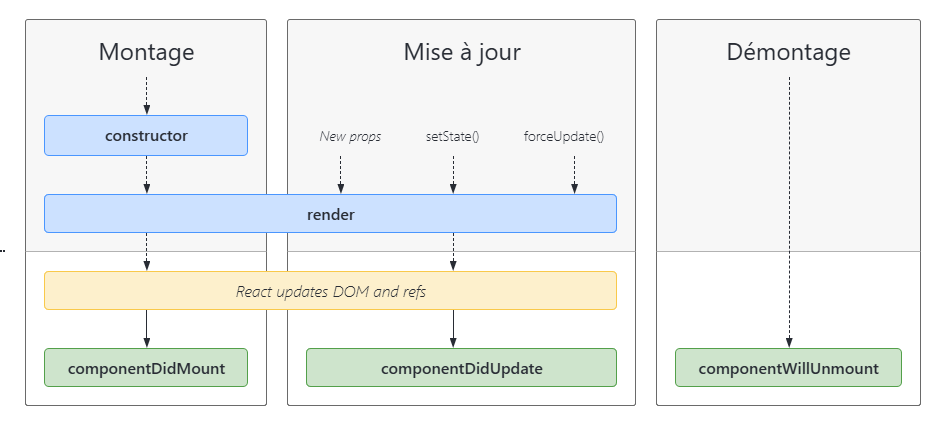 Montage
Mise à jour
Démontage
constructor
New props
setState()
forceUpdate()
render
React updates DOM and refs
componentDidMount
componentDidUpdate
componentWillUnmount